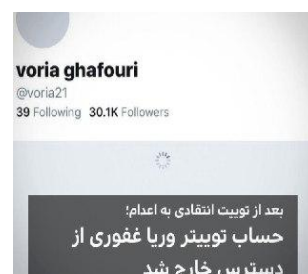 voria ghafouri
@voria21
39 Following 30.1K Followers
بعد از توییت انتقادی به اعدام؛
حساب توییتر وریا غفوری از
دسترس خارج شد